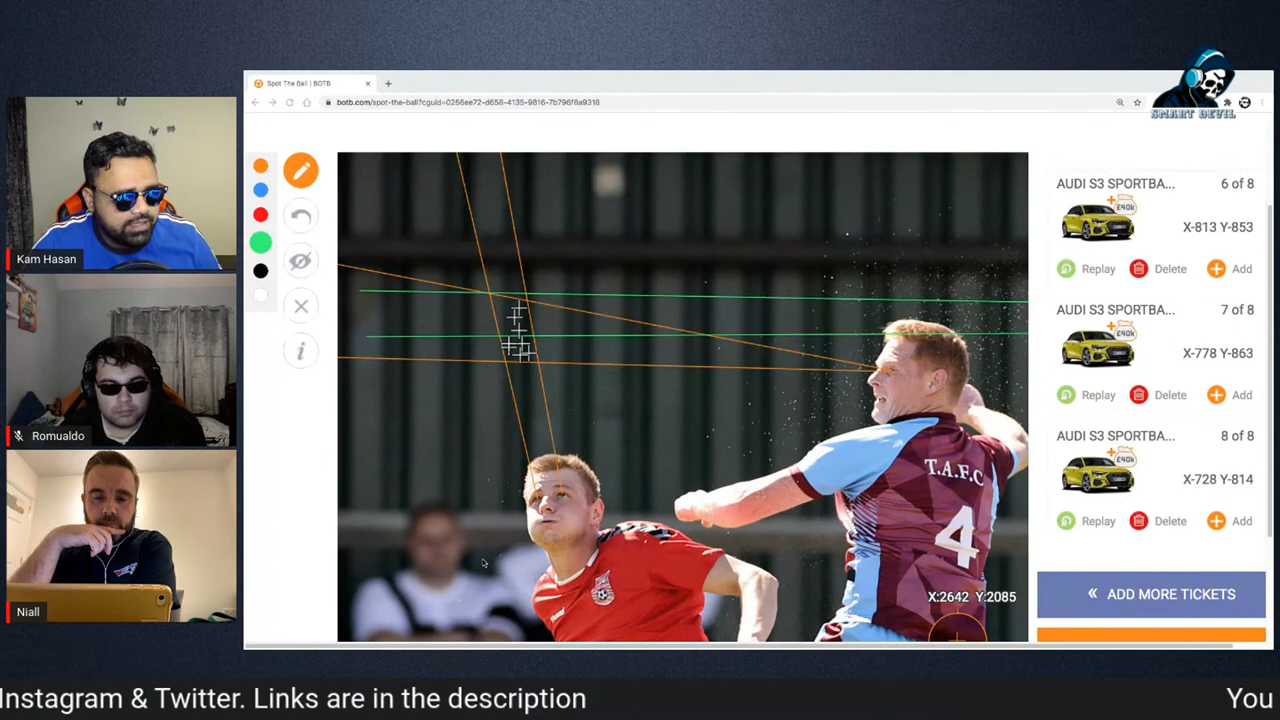 Spot The Ball | BOTB
botb.com/spot-the-ball?cguid=0256ee72-d658-4135-9816-7b796f8a9318
SMART DEVIL
Kam Hasan
Romualdo
Niall
AUDI S3 SPORTBA... 6 of 8
£40k
X-813 Y-853
Replay Delete Add
AUDI S3 SPORTBA... 7 of 8
£40k
X-778 Y-863
Replay Delete Add
AUDI S3 SPORTBA... 8 of 8
£40k
X-728 Y-814
Replay Delete Add
T.A.F.C
4
X:2642 Y:2085
« ADD MORE TICKETS
Instagram & Twitter. Links are in the description You